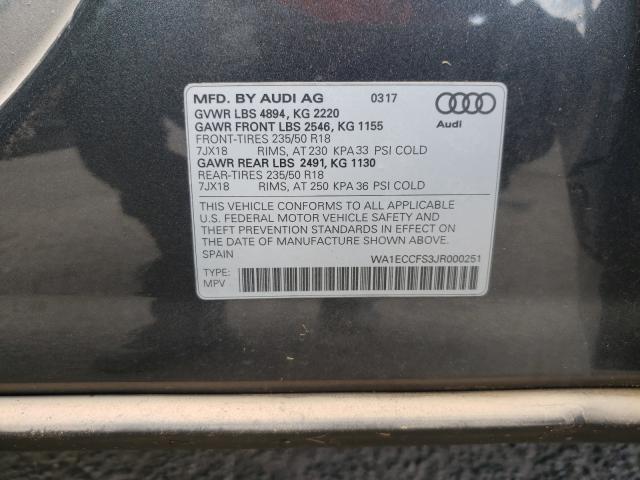 MFD. BY AUDI AG 0317
GVWR LBS 4894, KG 2220
GAWR FRONT LBS 2546, KG 1155
FRONT-TIRES 235/50 R18
7JX18 RIMS, AT 230 KPA 33 PSI COLD
GAWR REAR LBS 2491, KG 1130
REAR-TIRES 235/50 R18
7JX18 RIMS, AT 250 KPA 36 PSI COLD
Audi
THIS VEHICLE CONFORMS TO ALL APPLICABLE
U.S. FEDERAL MOTOR VEHICLE SAFETY AND
THEFT PREVENTION STANDARDS IN EFFECT ON
THE DATE OF MANUFACTURE SHOWN ABOVE.
SPAIN WA1ECCFS3JR000251
TYPE:
MPV